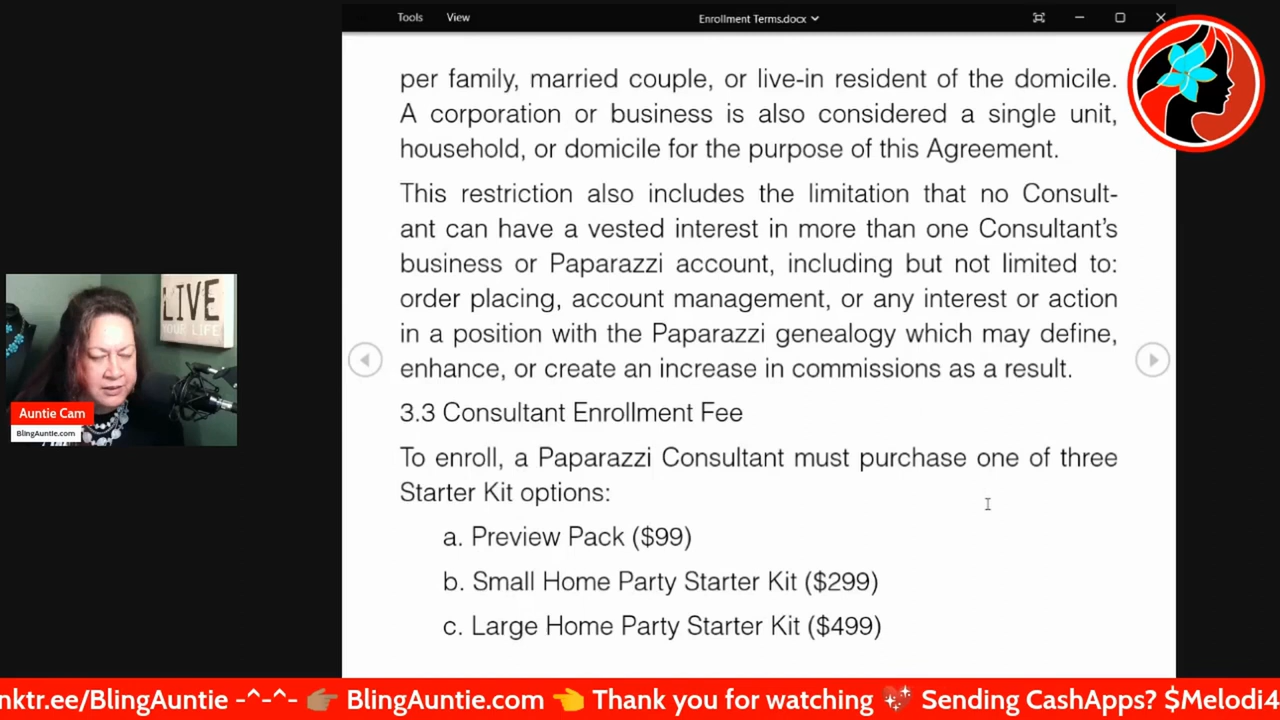 Tools View Enrollment Terms.docx
per family, married couple, or live-in resident of the domicile.
A corporation or business is also considered a single unit,
household, or domicile for the purpose of this Agreement.
This restriction also includes the limitation that no Consult-
ant can have a vested interest in more than one Consultant's
business or Paparazzi account, including but not limited to:
order placing, account management, or any interest or action
in a position with the Paparazzi genealogy which may define,
enhance, or create an increase in commissions as a result.
3.3 Consultant Enrollment Fee
To enroll, a Paparazzi Consultant must purchase one of three
Starter Kit options:
a. Preview Pack ($99)
b. Small Home Party Starter Kit ($299)
c. Large Home Party Starter Kit ($499)
LIVE
YOUR LIFE
Auntie Cam
BlingAuntie.com
nktr.ee/BlingAuntie -^-^- 👉🏽 BlingAuntie.com 👈 Thank you for watching 💖 Sending CashApps? $Melodi4